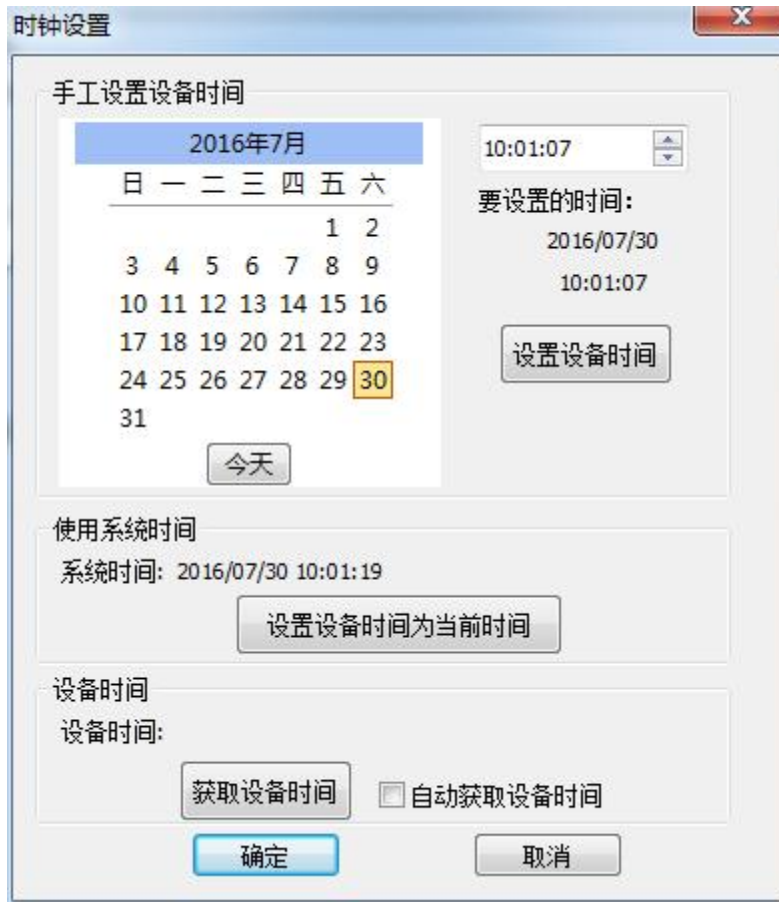 时钟设置
手工设置设备时间
2016年7月
日 一 二 三 四 五 六
1 2
3 4 5 6 7 8 9
10 11 12 13 14 15 16
17 18 19 20 21 22 23
24 25 26 27 28 29 30
31
今天
10:01:07
要设置的时间:
2016/07/30
10:01:07
设置设备时间
使用系统时间
系统时间: 2016/07/30 10:01:19
设置设备时间为当前时间
设备时间
设备时间:
获取设备时间
自动获取设备时间
确定
取消